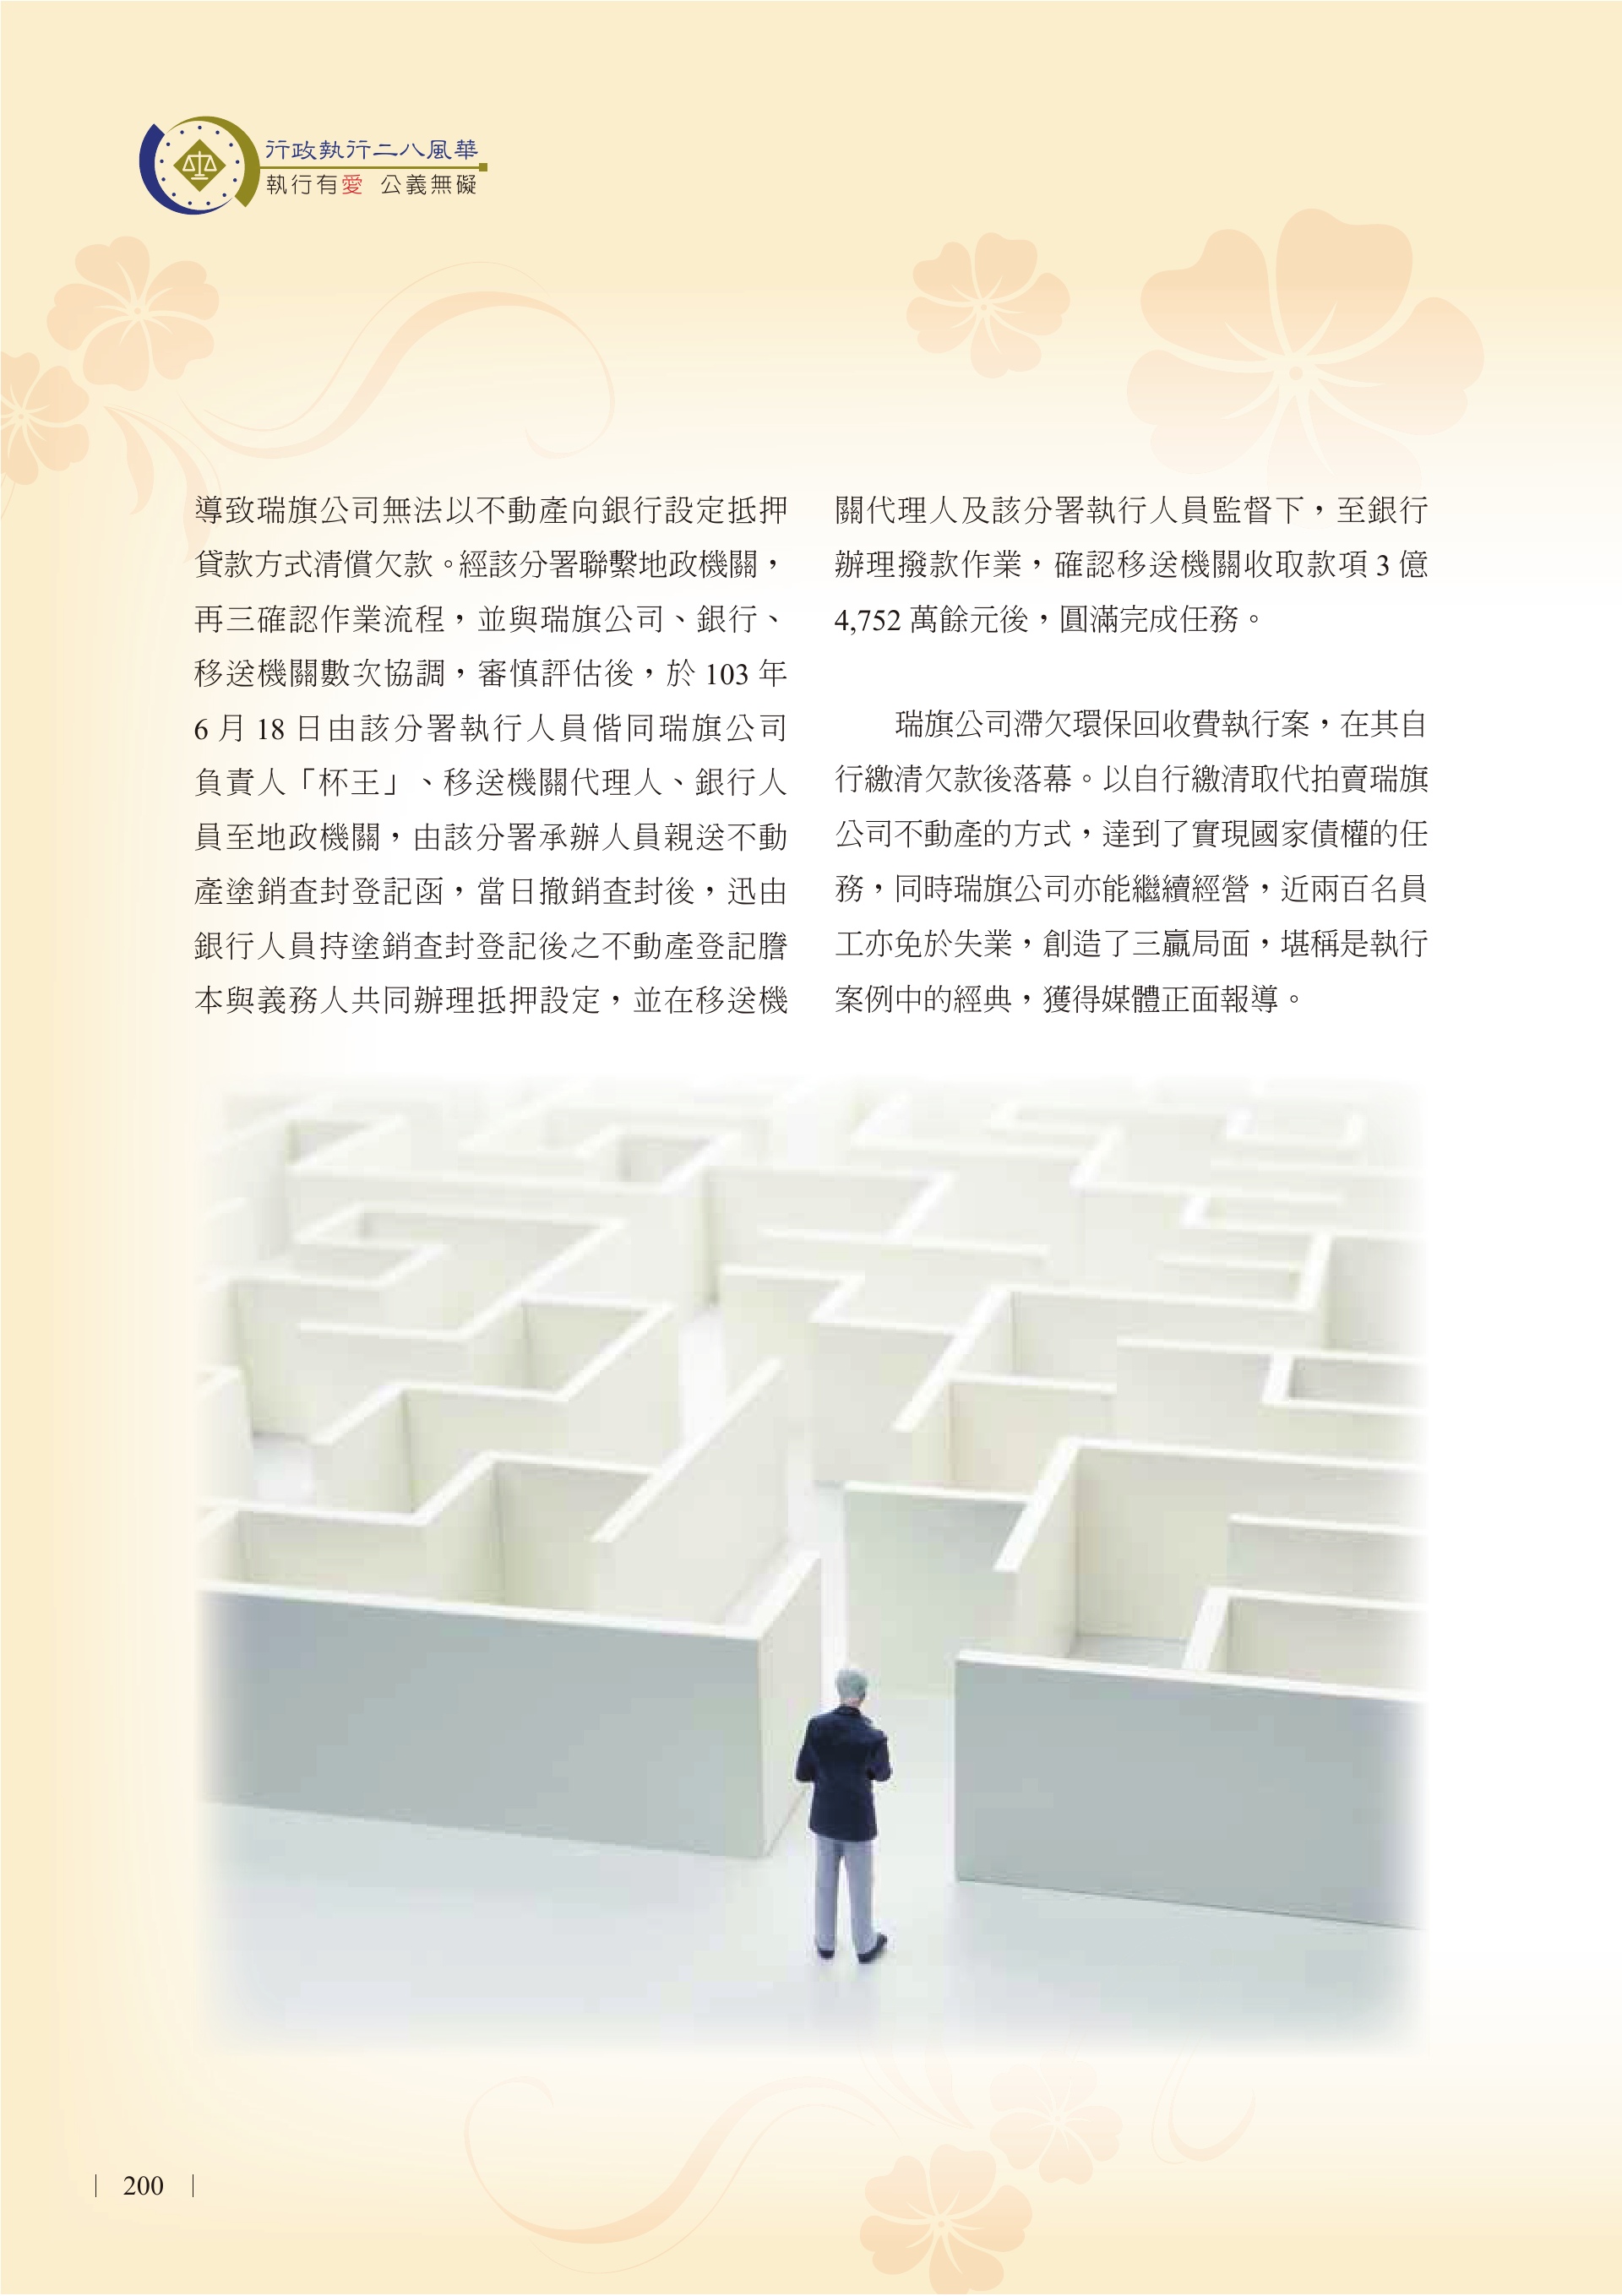 行政執行二八風華
執行有愛 公義無礙
導致瑞旗公司無法以不動產向銀行設定抵押
貸款方式清償欠款。經該分署聯繫地政機關，
再三確認作業流程，並與瑞旗公司、銀行、
移送機關數次協調，審慎評估後，於 103 年
6 月 18 日由該分署執行人員偕同瑞旗公司
負責人「杯王」、移送機關代理人、銀行人
員至地政機關，由該分署承辦人員親送不動
產塗銷查封登記函，當日撤銷查封後，迅由
銀行人員持塗銷查封登記後之不動產登記謄
本與義務人共同辦理抵押設定，並在移送機
關代理人及該分署執行人員監督下，至銀行
辦理撥款作業，確認移送機關收取款項 3 億
4,752 萬餘元後，圓滿完成任務。
瑞旗公司滯欠環保回收費執行案，在其自
行繳清欠款後落幕。以自行繳清取代拍賣瑞旗
公司不動產的方式，達到了實現國家債權的任
務，同時瑞旗公司亦能繼續經營，近兩百名員
工亦免於失業，創造了三贏局面，堪稱是執行
案例中的經典，獲得媒體正面報導。
200